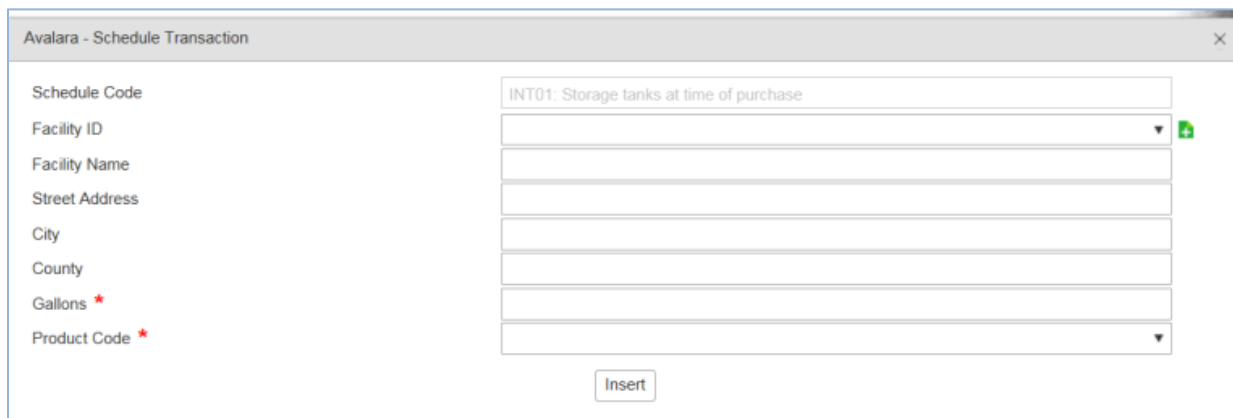 Avalara - Schedule Transaction
Schedule Code INT01: Storage tanks at time of purchase
Facility ID
Facility Name
Street Address
City
County
Gallons *
Product Code *
Insert